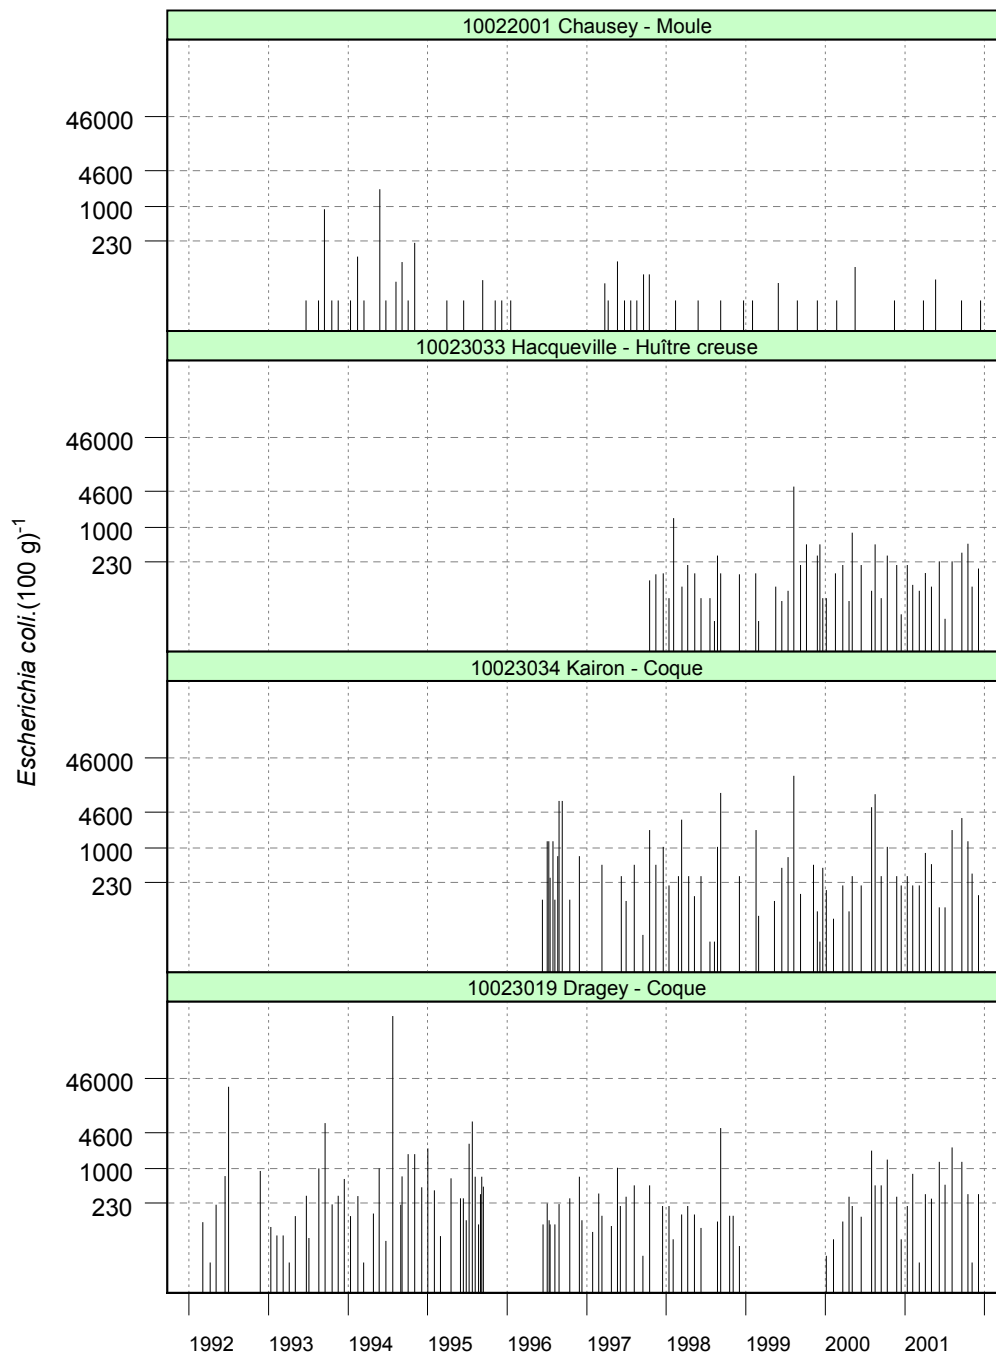 10022001 Chausey - Moule
46000
4600
1000
230
10023033 Hacqueville - Huître creuse
46000
4600
1000
230
10023034 Kairon - Coque
46000
4600
1000
230
10023019 Dragey - Coque
46000
4600
1000
230
Escherichia coli.(100 g)⁻¹
1992 1993 1994 1995 1996 1997 1998 1999 2000 2001